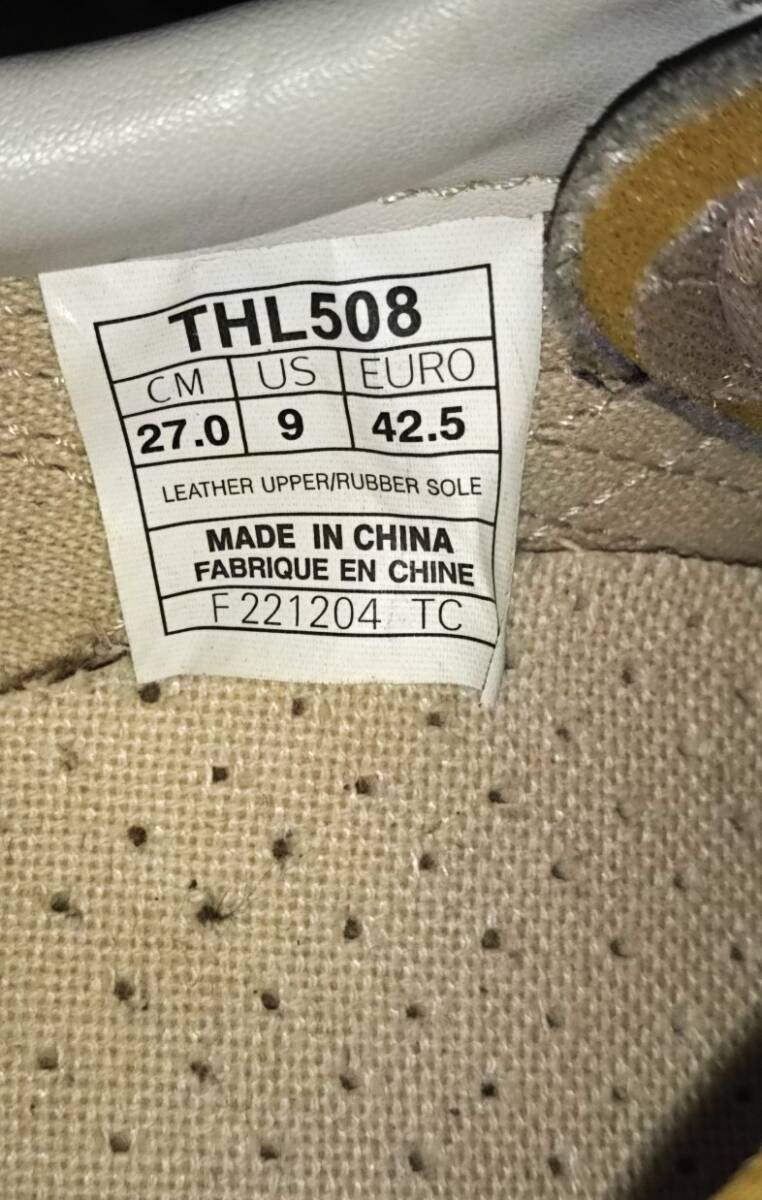 THL508
CM US EURO
27.0 9 42.5
LEATHER UPPER/RUBBER SOLE
MADE IN CHINA
FABRIQUE EN CHINE
F221204 TC